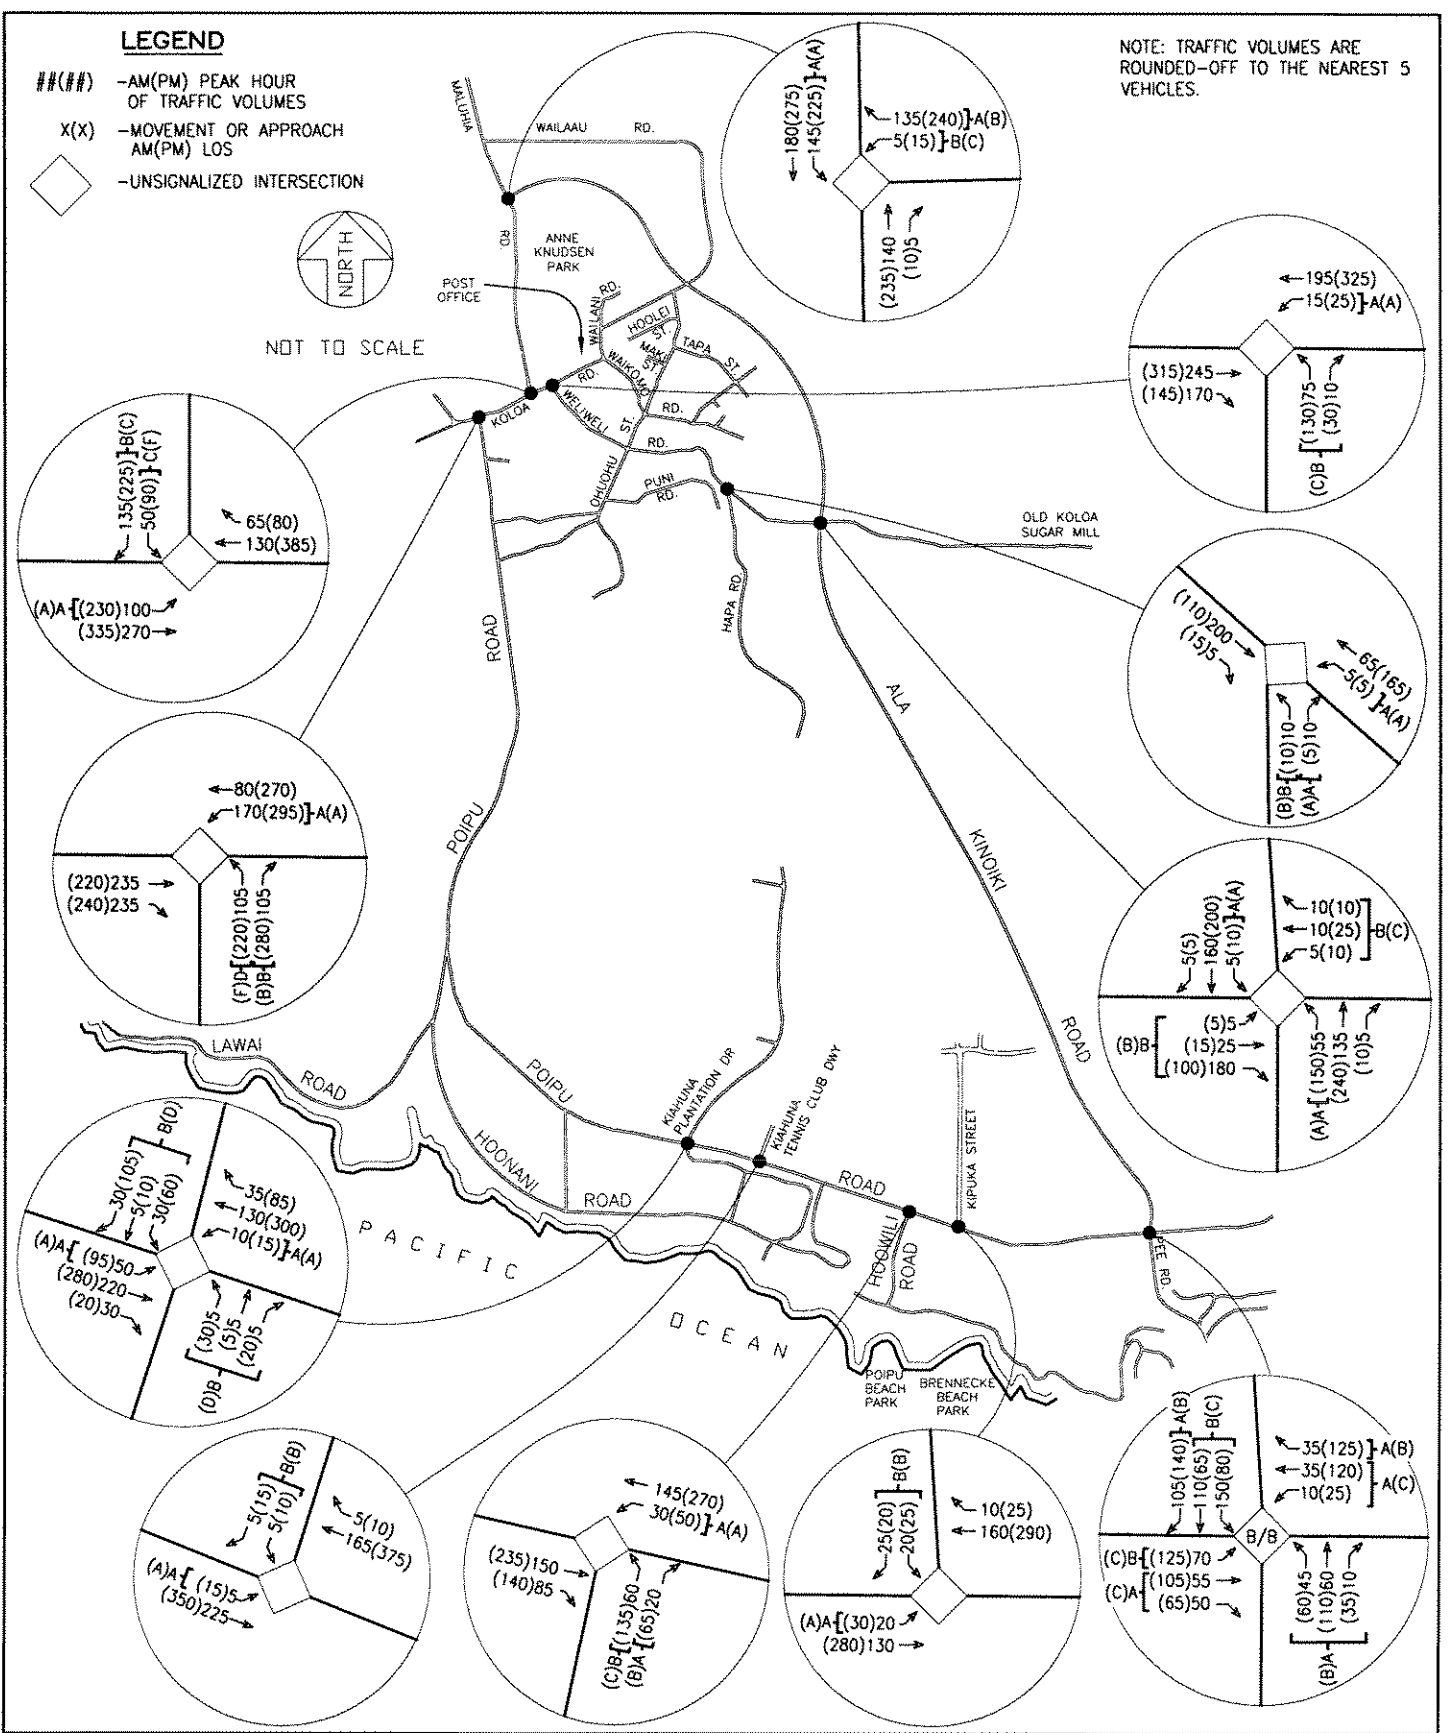 LEGEND
##(##) -AM(PM) PEAK HOUR
OF TRAFFIC VOLUMES
X(X) -MOVEMENT OR APPROACH
AM(PM) LOS
-UNSIGNALIZED INTERSECTION
NORTH
NOT TO SCALE
NOTE: TRAFFIC VOLUMES ARE
ROUNDED-OFF TO THE NEAREST 5
VEHICLES.
MALUHIA
RD.
WAILAAU RD.
ANNE
KNUDSEN
PARK
POST
OFFICE
WAILANI RD.
HOOLEI
ST.
TAPA ST.
WAIKOMO
RD.
RD.
KOLOA
WELIWELI
RD.
OHUOHU
ST.
PUNI
RD.
HAPA RD.
OLD KOLOA
SUGAR MILL
POIPU
ROAD
ALA
KINOIKI
ROAD
LAWAI
ROAD
POIPU
ROAD
HOONANI
ROAD
KIAHUNA
PLANTATION DR
KIAHUNA
TENNIS CLUB DWY
KIPUKA STREET
HOOWILI
ROAD
PEE RD.
PACIFIC
OCEAN
POIPU
BEACH
PARK
BRENNECKE
BEACH
PARK
180(275)
145(225) A(A)
135(240) A(B)
5(15) B(C)
(235)140
(10)5
195(325)
15(25) A(A)
(315)245
(145)170
(C)B
(130)75
(30)10
135(225) B(C)
50(90) C(F)
65(80)
130(385)
(A)A (230)100
(335)270
(110)200
(15)5
65(165)
5(5) A(A)
(B)B (10)10
(A)A (5)10
80(270)
170(295) A(A)
(220)235
(240)235
(F)D (220)105
(B)B (280)105
5(5)
160(200)
5(10) A(A)
10(10)
10(25) B(C)
5(10)
(5)5
(B)B (15)25
(100)180
(A)A (150)55
(240)135
(10)5
30(105)
5(10)
30(60)
B(D)
35(85)
130(300)
10(15) A(A)
(A)A (95)50
(280)220
(20)30
(D)B
(30)5
(5)5
(20)5
5(15)
5(10)
B(B)
5(10)
165(375)
(A)A (15)5
(350)225
145(270)
30(50) A(A)
(235)150
(140)85
(C)B (135)60
(B)A (65)20
25(20)
20(25)
B(B)
10(25)
160(290)
(A)A (30)20
(280)130
105(140) A(B)
110(65)
150(80)
B(C)
35(125) A(B)
35(120)
10(25) A(C)
B/B
(C)B (125)70
(C)A (105)55
(65)50
(60)45
(110)60
(35)10
(B)A